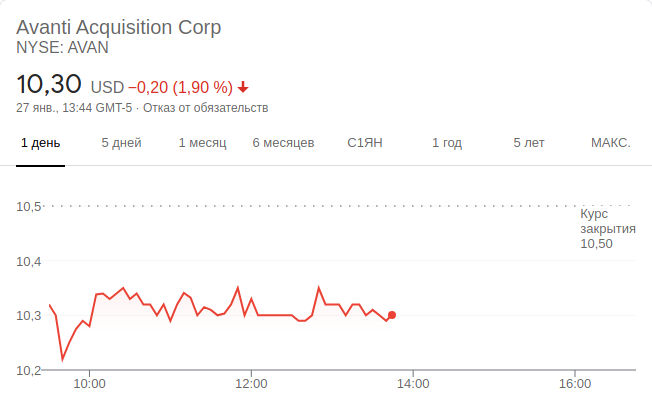 Avanti Acquisition Corp
NYSE: AVAN
10,30 USD −0,20 (1,90 %)
27 янв., 13:44 GMT-5 · Отказ от обязательств
1 день 5 дней 1 месяц 6 месяцев С1ЯН 1 год 5 лет МАКС.
10,5
Курс
закрытия
10,50
10,4
10,3
10,2
10:00 12:00 14:00 16:00